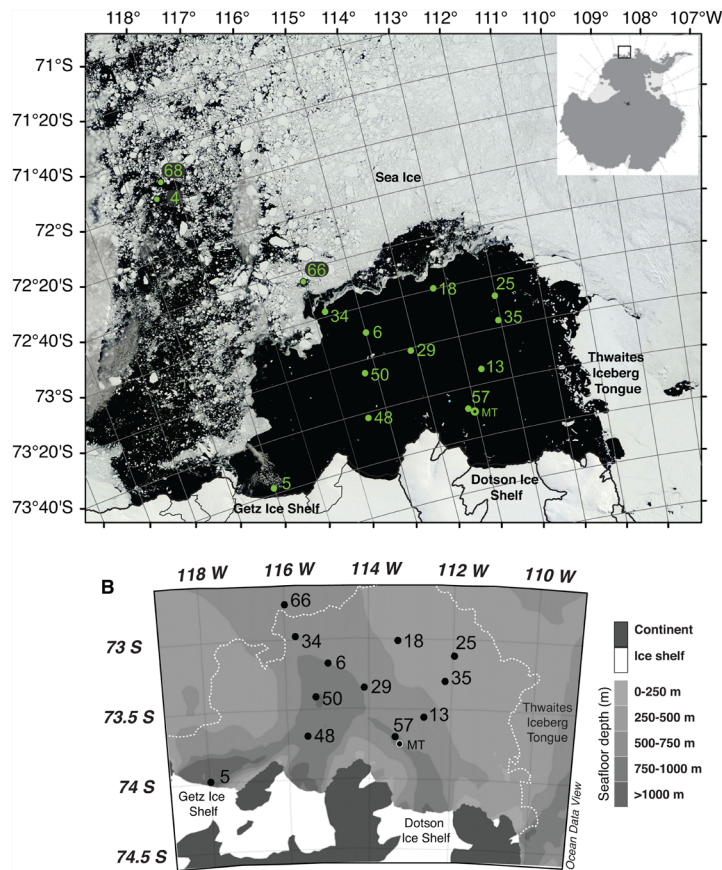 118° 117° 116° 115° 114° 113° 112° 111° 110° 109° 108° 107°W
71°S
71°20'S
71°40'S
72°S
72°20'S
72°40'S
73°S
73°20'S
73°40'S
A
Sea Ice
68
4
66
34
18
25
6
35
29
50
13
57
MT
48
5
Thwaites
Iceberg
Tongue
Getz Ice Shelf
Dotson
Ice
Shelf
B
118 W 116 W 114 W 112 W 110 W
73 S
73.5 S
74 S
74.5 S
66
34
18
25
6
35
29
50
13
57
48
MT
5
Thwaites
Iceberg
Tongue
Getz Ice
Shelf
Dotson
Ice Shelf
Ocean Data View
Continent
Ice shelf
Seafloor depth (m)
0-250 m
250-500 m
500-750 m
750-1000 m
>1000 m